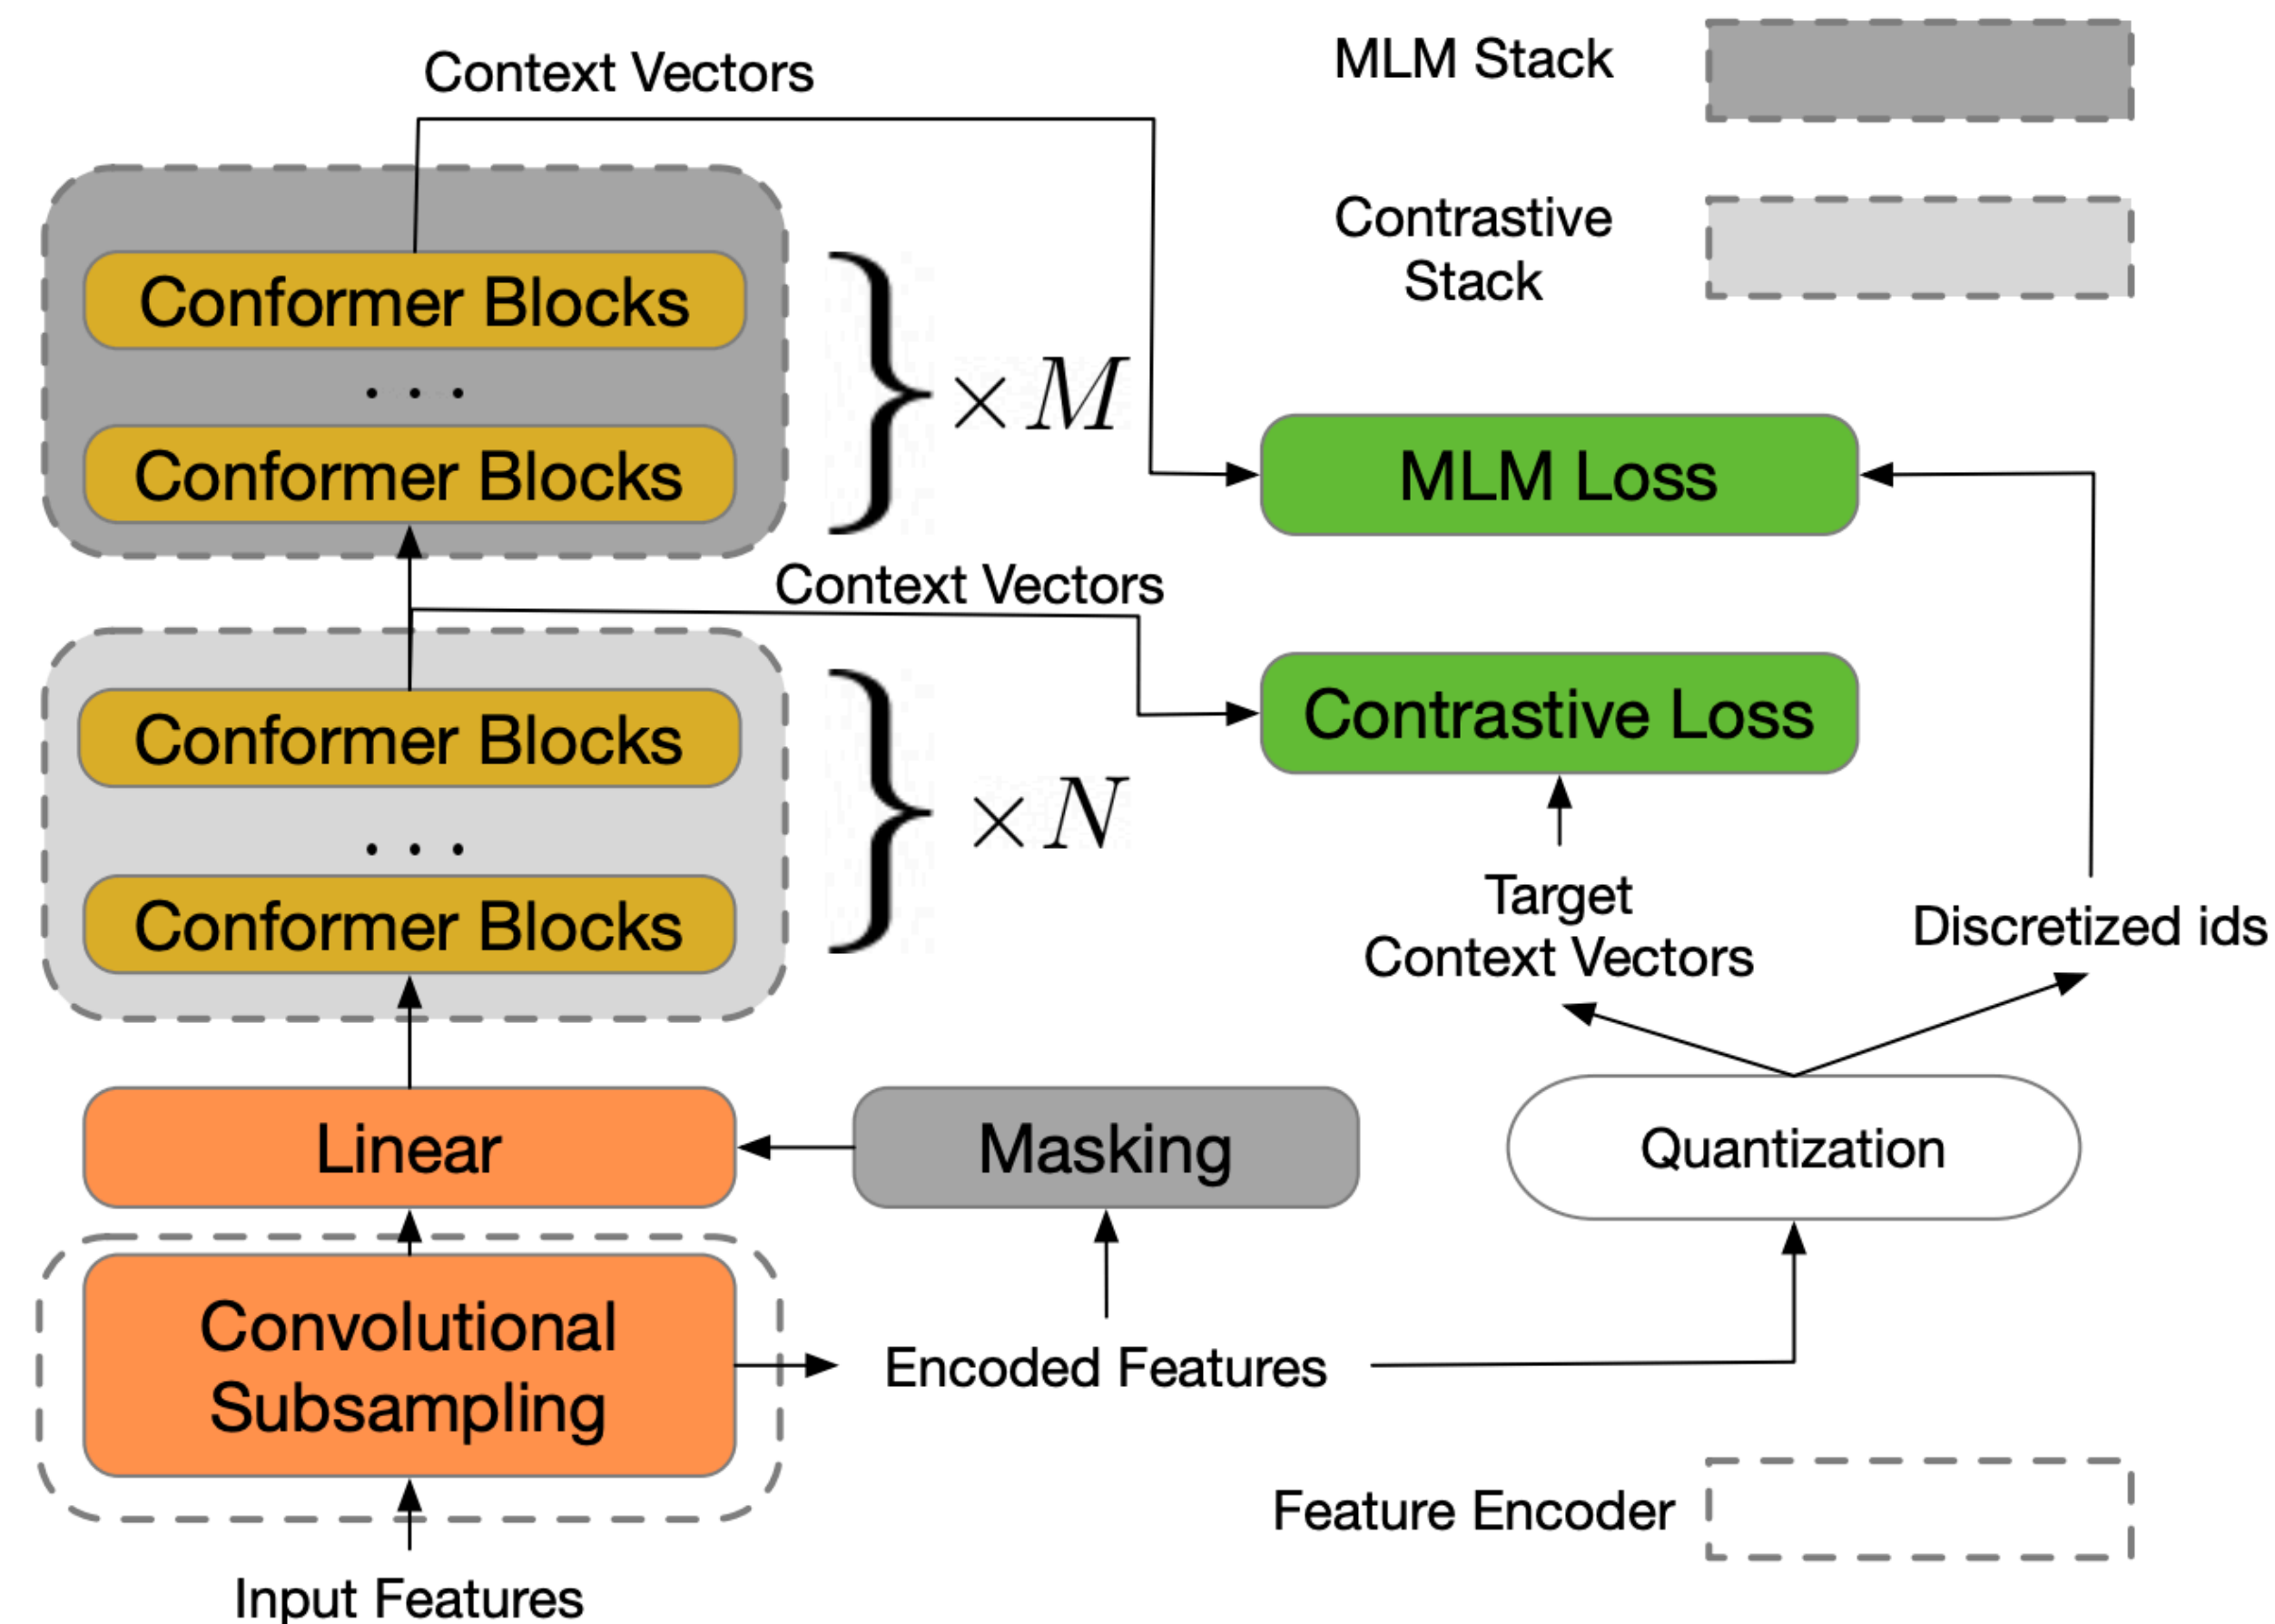 Context Vectors
MLM Stack
Contrastive
Stack
Conformer Blocks
. . .
Conformer Blocks
×M
MLM Loss
Context Vectors
Conformer Blocks
. . .
Conformer Blocks
×N
Contrastive Loss
Target
Context Vectors
Discretized ids
Linear
Masking
Quantization
Convolutional
Subsampling
Encoded Features
Feature Encoder
Input Features